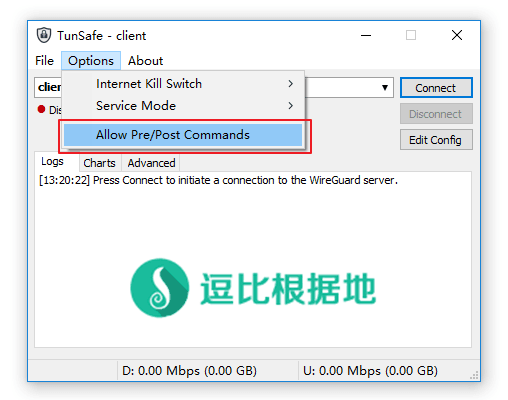 TunSafe - client
File Options About
clie
Internet Kill Switch
Connect
Service Mode
Dis
Disconnect
Allow Pre/Post Commands
Edit Config
Logs Charts Advanced
[13:20:22] Press Connect to initiate a connection to the WireGuard server.
逗比根据地
D: 0.00 Mbps (0.00 GB) U: 0.00 Mbps (0.00 GB)